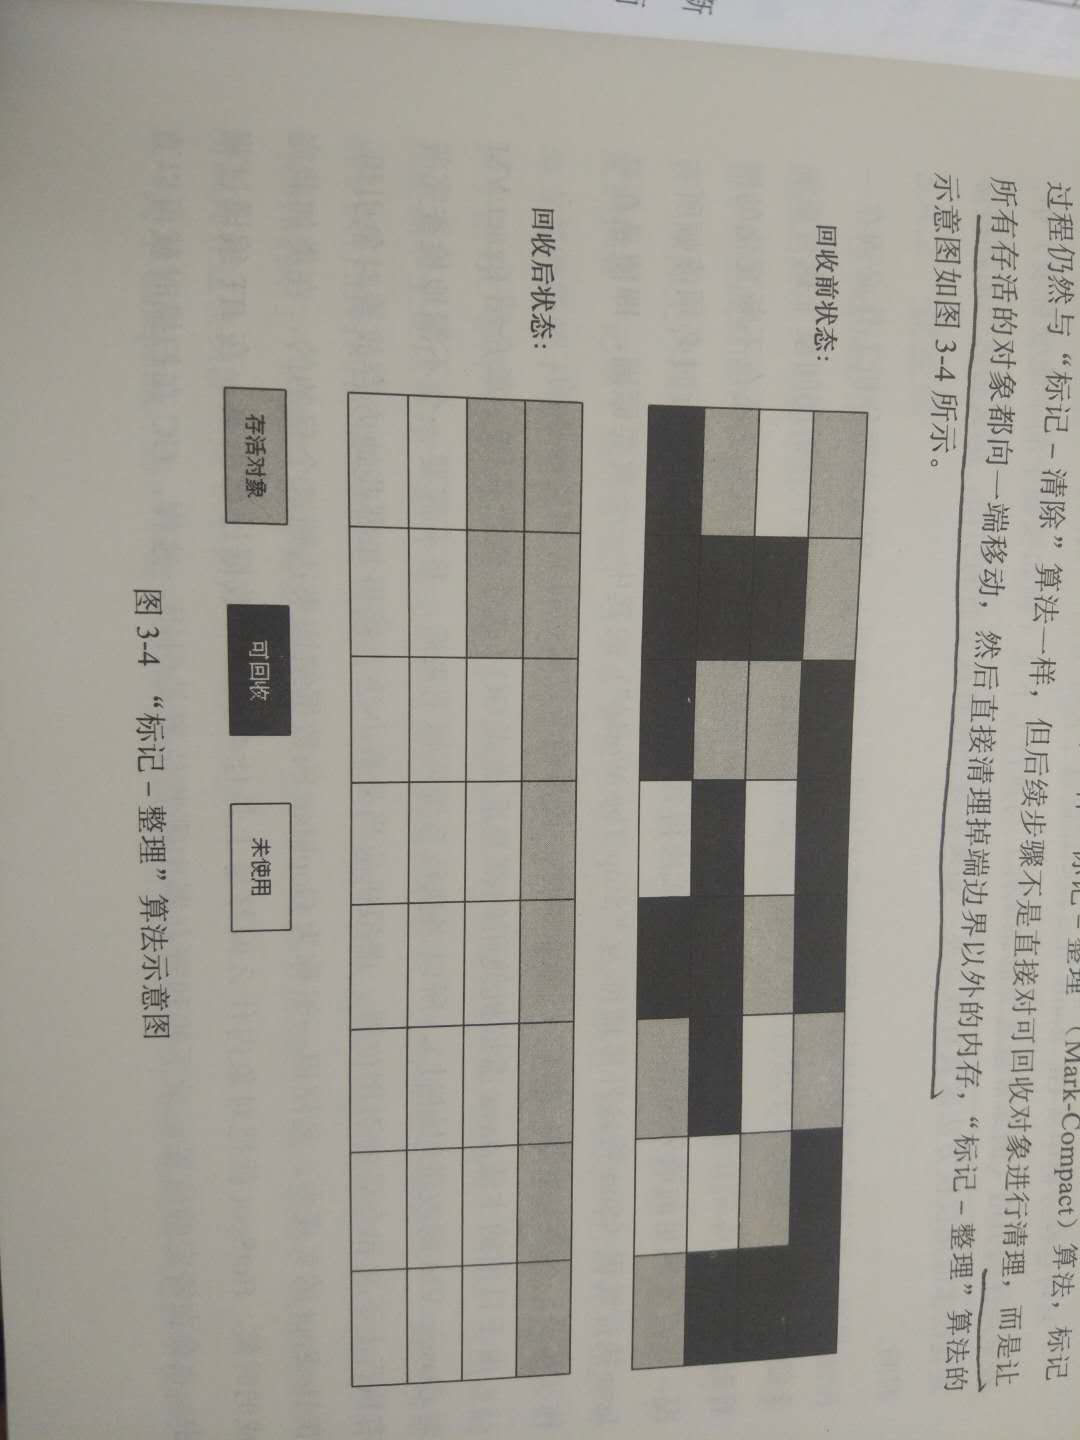 标记－整理”（Mark-Compact）算法，标记
过程仍然与“标记－清除”算法一样，但后续步骤不是直接对可回收对象进行清理，而是让
所有存活的对象都向一端移动，然后直接清理掉端边界以外的内存，“标记－整理”算法的
示意图如图 3-4 所示。
回收前状态：
回收后状态：
存活对象
可回收
未使用
图 3-4 “标记－整理”算法示意图